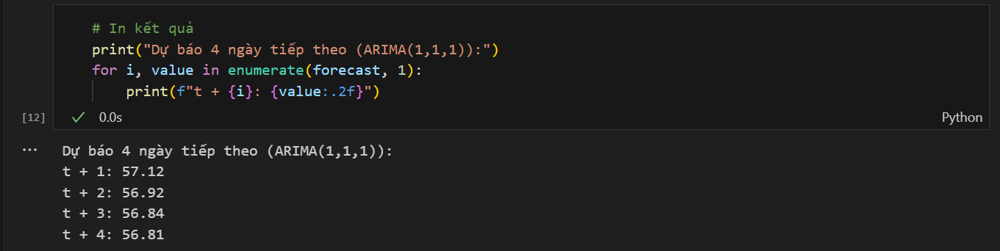 # In kết quả
print("Dự báo 4 ngày tiếp theo (ARIMA(1,1,1)):")
for i, value in enumerate(forecast, 1):
    print(f"t + {i}: {value:.2f}")
[12] ✓ 0.0s Python
... Dự báo 4 ngày tiếp theo (ARIMA(1,1,1)):
t + 1: 57.12
t + 2: 56.92
t + 3: 56.84
t + 4: 56.81